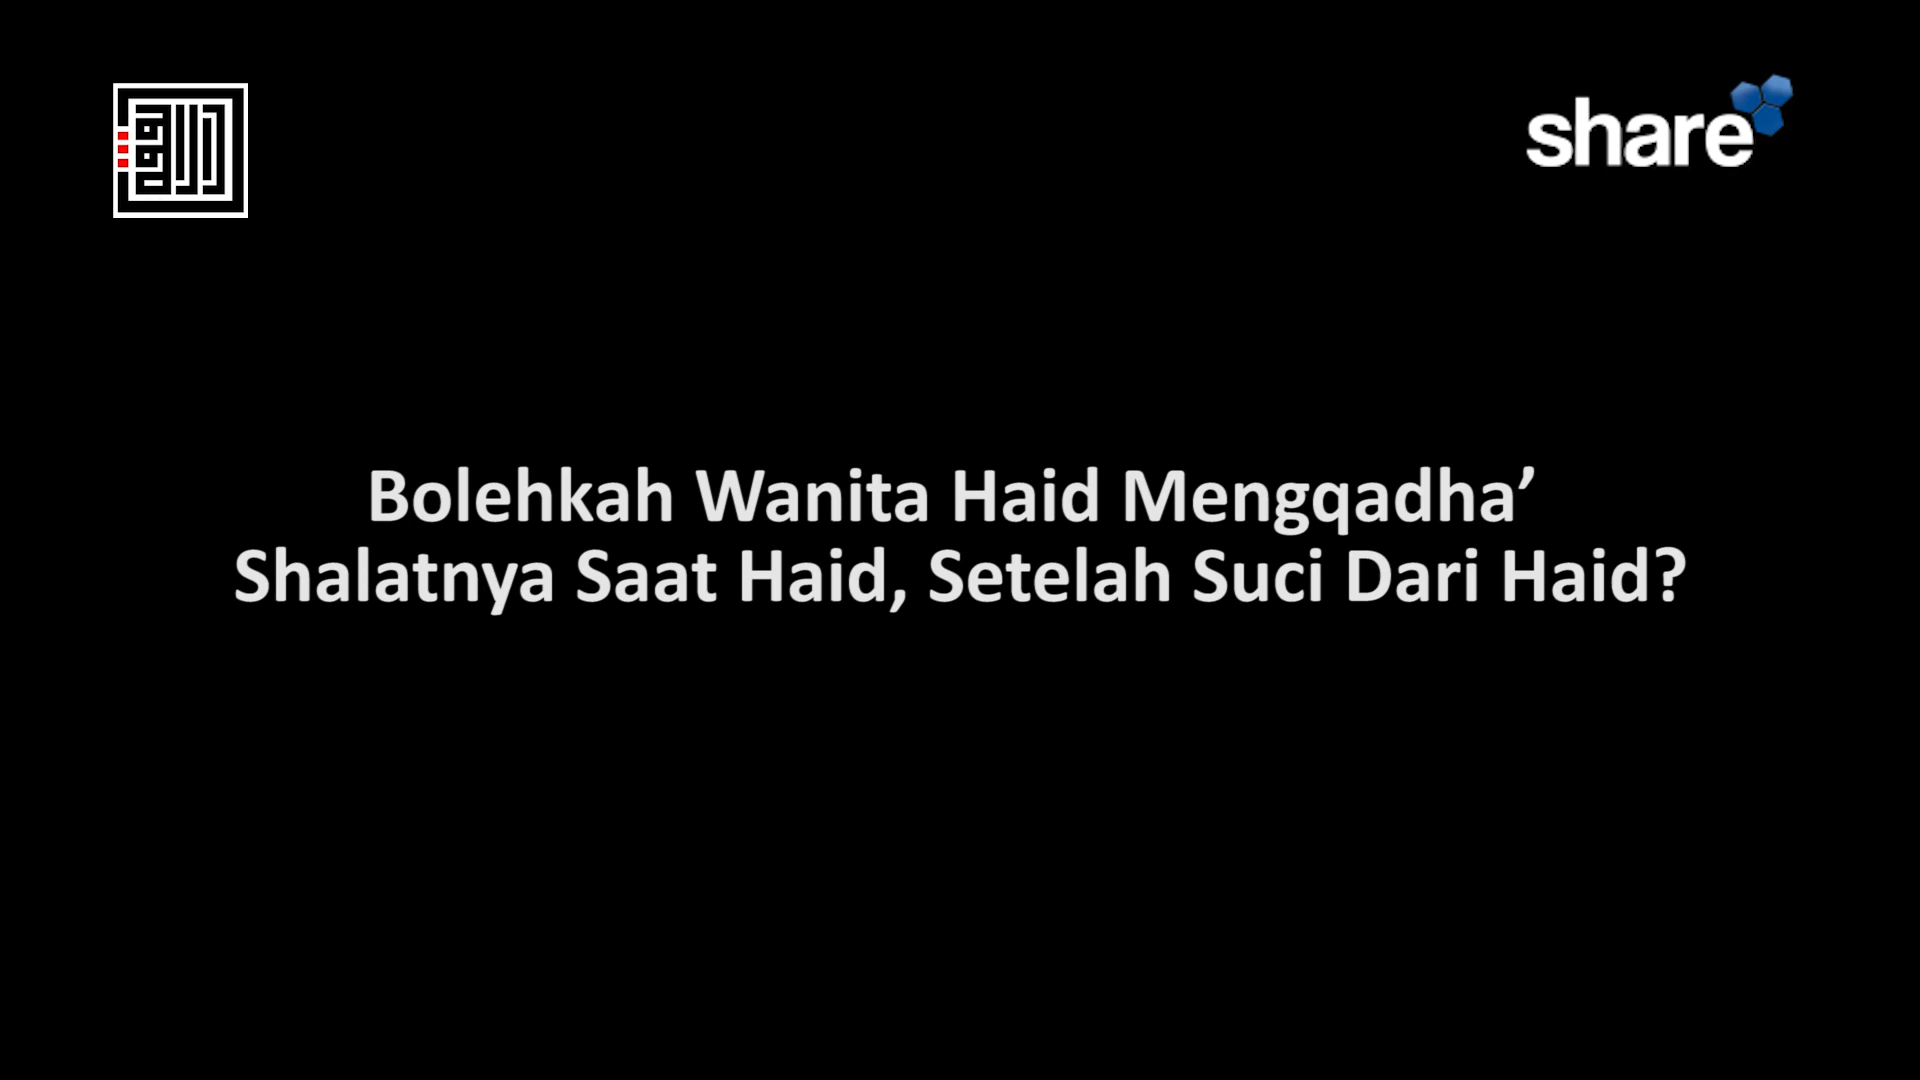 share
Bolehkah Wanita Haid Mengqadha’
Shalatnya Saat Haid, Setelah Suci Dari Haid?